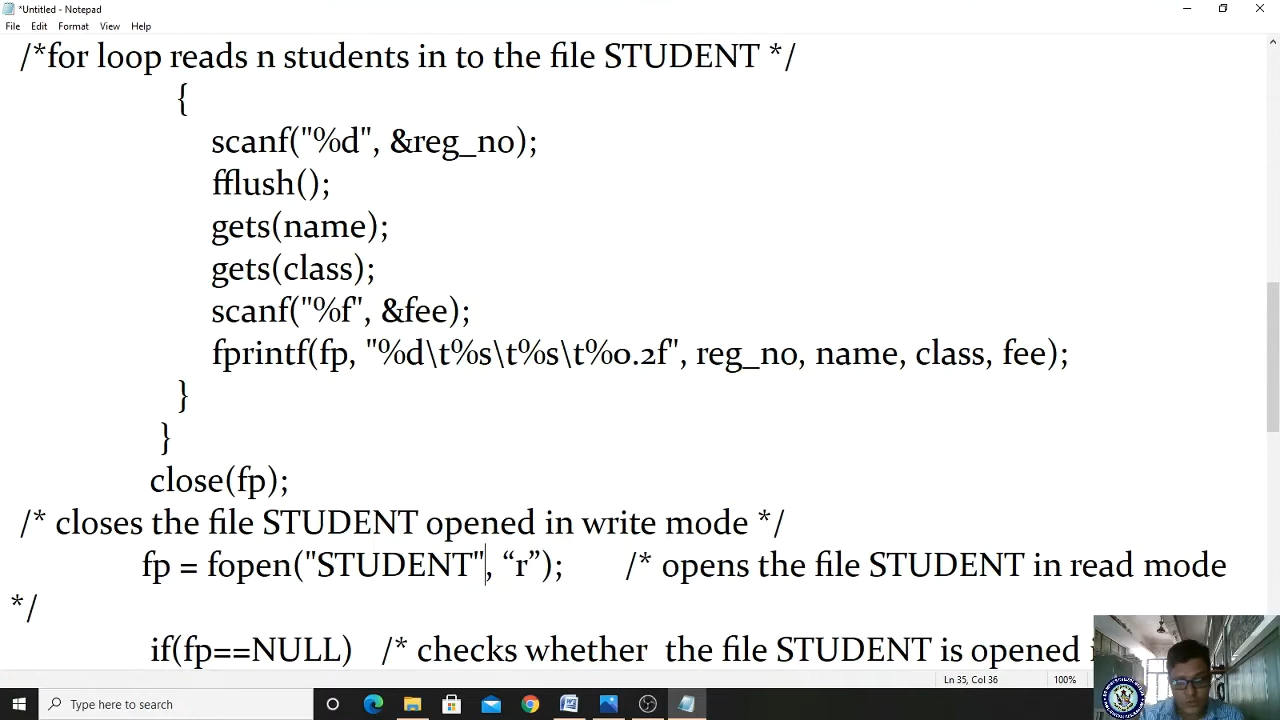 *Untitled - Notepad
File Edit Format View Help
/*for loop reads n students in to the file STUDENT */
{
scanf("%d", &reg_no);
fflush();
gets(name);
gets(class);
scanf("%f", &fee);
fprintf(fp, "%d\t%s\t%s\t%0.2f", reg_no, name, class, fee);
}
}
close(fp);
/* closes the file STUDENT opened in write mode */
fp = fopen("STUDENT", “r”); /* opens the file STUDENT in read mode
*/
if(fp==NULL) /* checks whether the file STUDENT is opened
Ln 35, Col 36 100%
Type here to search